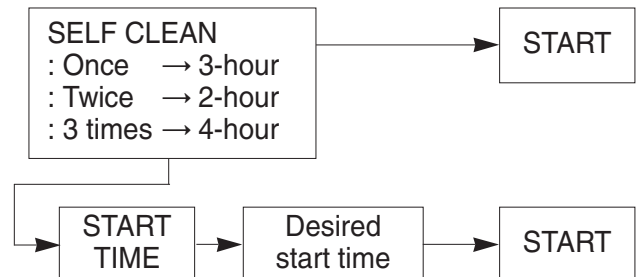 SELF CLEAN
: Once → 3-hour
: Twice → 2-hour
: 3 times → 4-hour
START
START
TIME
Desired
start time
START